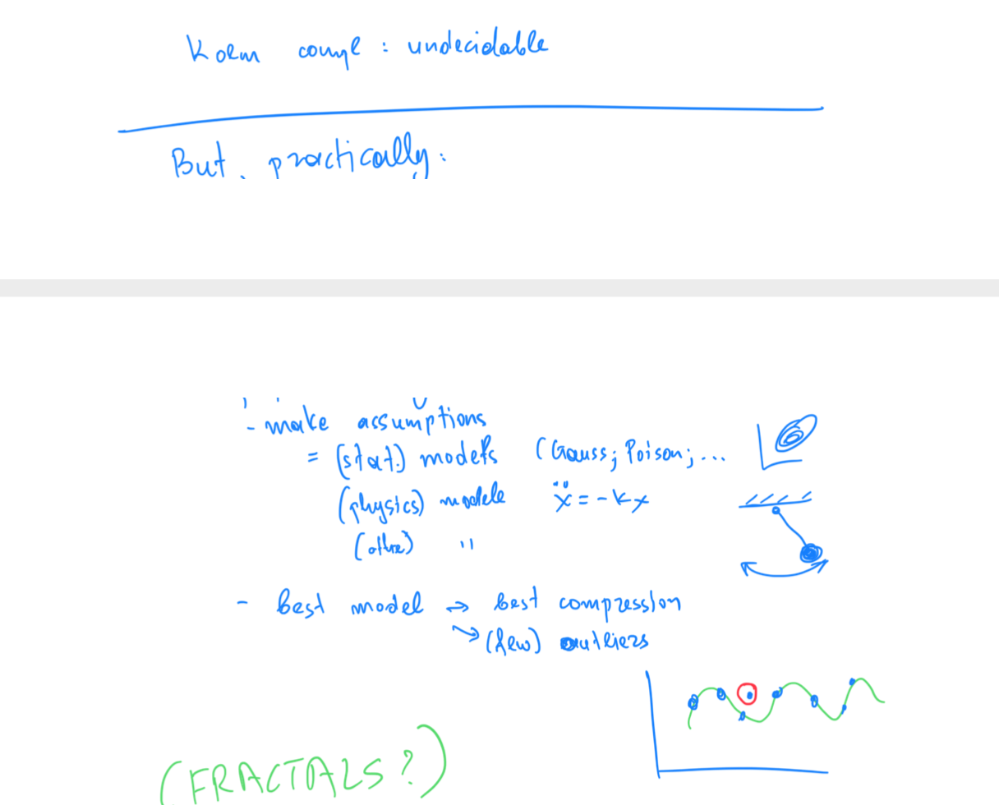 Kolm compl : undecidable
But, practically:
- make assumptions
= (stat.) models (Gauss; Poison; ...
(physics) models ẍ = -kx
(other) "
- best model → best compression
→ (few) outliers
(FRACTALS?)